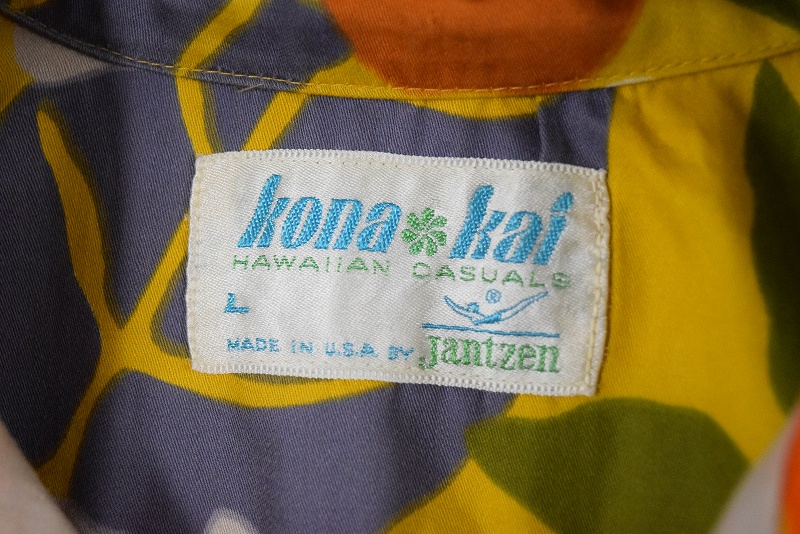 kona kai
HAWAIIAN CASUALS
L
®
MADE IN U.S.A. BY Jantzen